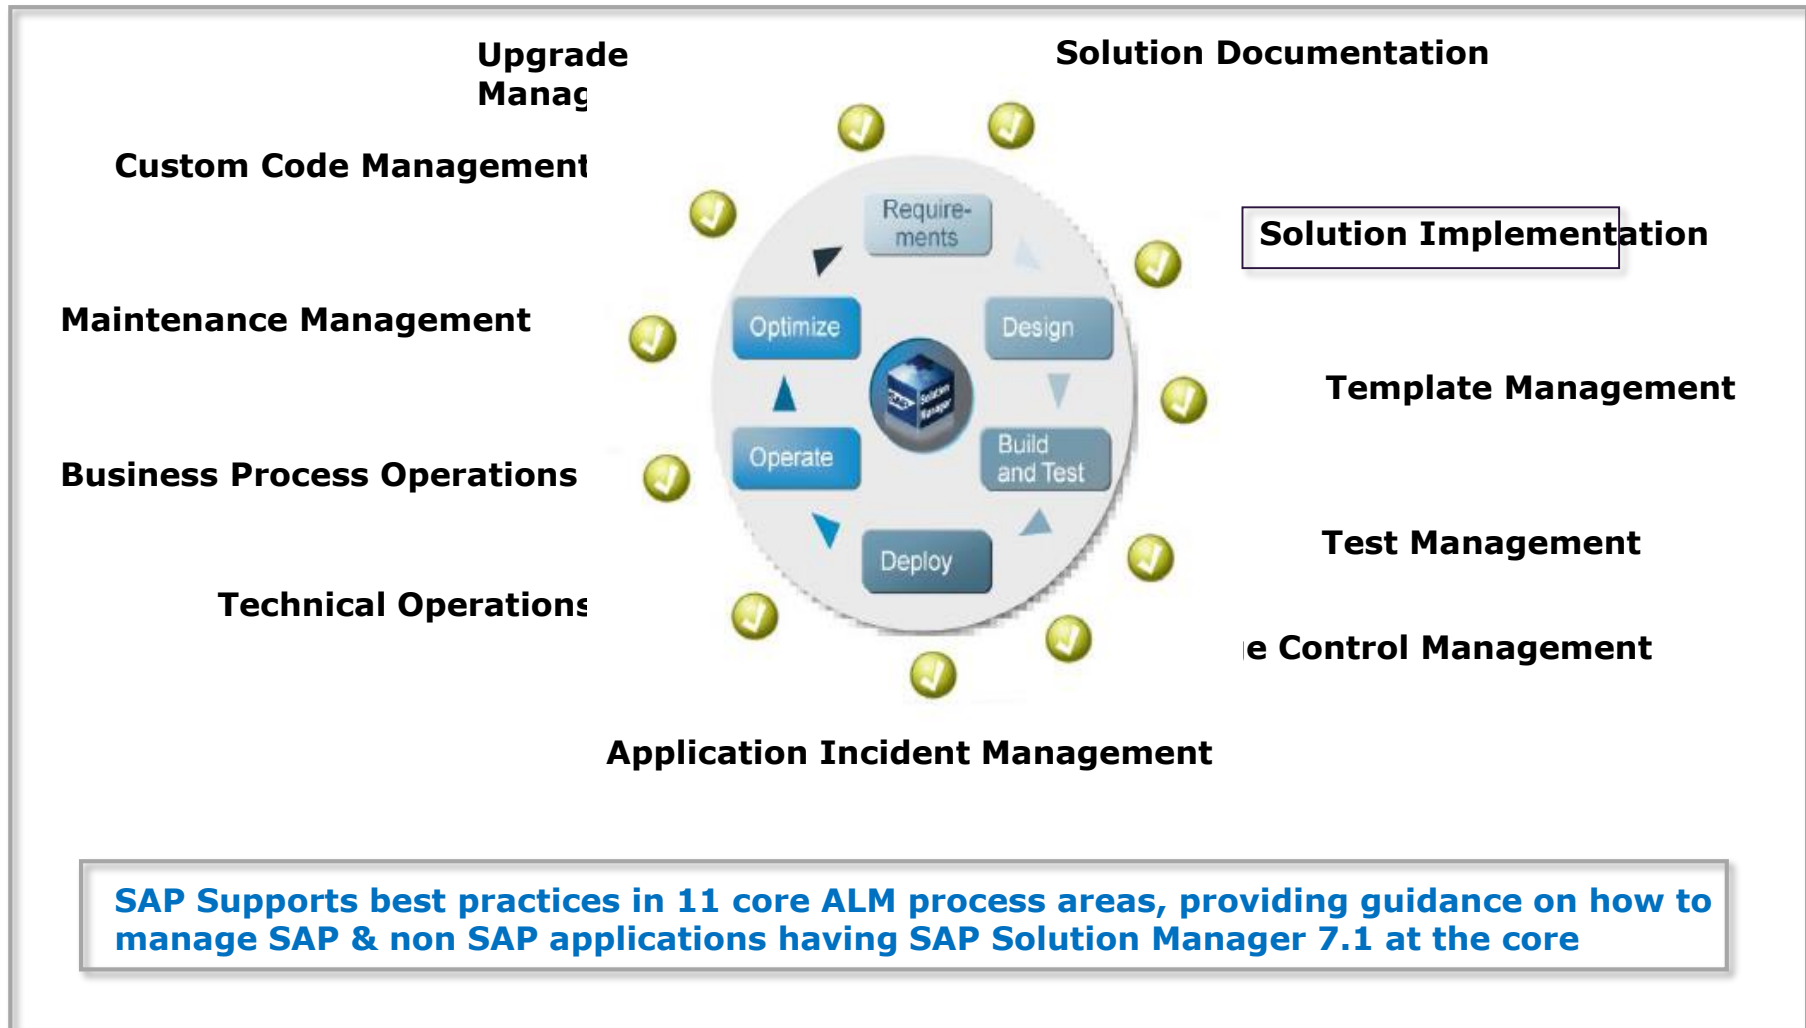 Upgrade
Manag
Solution Documentation
Custom Code Management
Solution Implementation
Maintenance Management
Template Management
Business Process Operations
Test Management
Technical Operations
e Control Management
Application Incident Management
Require-
ments
Design
Build
and Test
Deploy
Operate
Optimize
SAP
Solution
Manager
SAP Supports best practices in 11 core ALM process areas, providing guidance on how to
manage SAP & non SAP applications having SAP Solution Manager 7.1 at the core